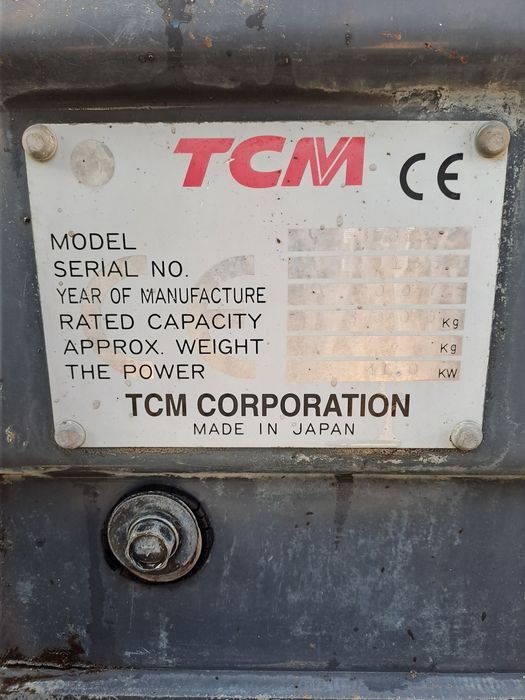 TCM CE
MODEL
SERIAL NO.
YEAR OF MANUFACTURE
RATED CAPACITY Kg
APPROX. WEIGHT Kg
THE POWER KW
TCM CORPORATION
MADE IN JAPAN